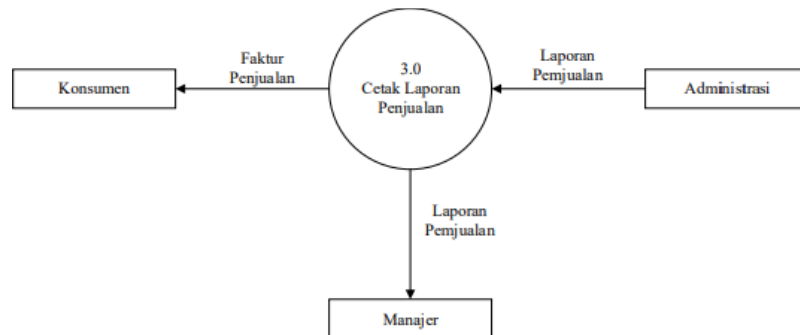 Konsumen
Faktur
Penjualan
3.0
Cetak Laporan
Penjualan
Laporan
Pemjualan
Administrasi
Laporan
Pemjualan
Manajer